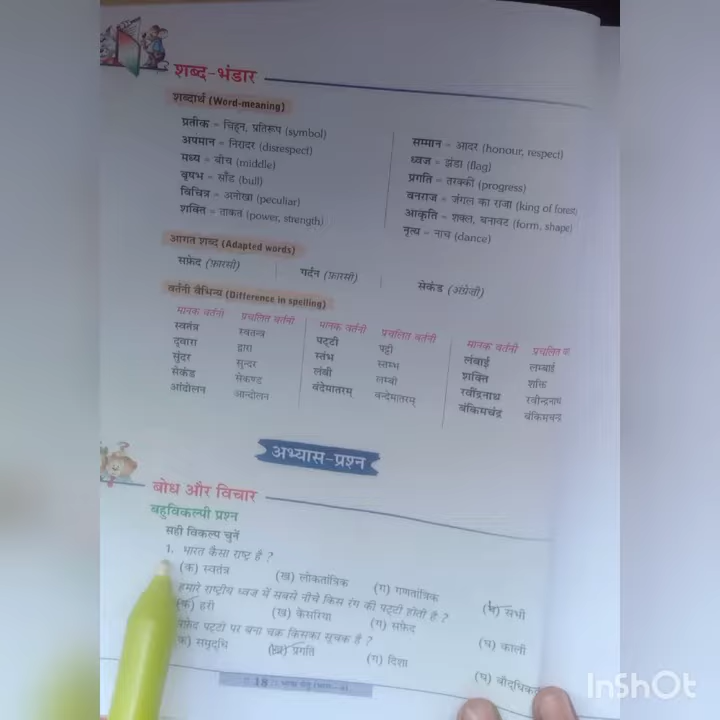 शब्द-भंडार
शब्दार्थ (Word-meaning)
प्रतीक = चिह्न, प्रतिरूप (symbol)
अपमान = निरादर (disrespect)
मध्य = बीच (middle)
वृषभ = साँड (bull)
विचित्र = अनोखा (peculiar)
शक्ति = ताकत (power, strength)
सम्मान = आदर (honour, respect)
ध्वज = झंडा (flag)
प्रगति = तरक्की (progress)
वनराज = जंगल का राजा (king of forest)
आकृति = शक्ल, बनावट (form, shape)
नृत्य = नाच (dance)
आगत शब्द (Adapted words)
सफ़ेद (फ़ारसी) गर्दन (फ़ारसी) सेकंड (अंग्रेज़ी)
वर्तनी वैभिन्य (Difference in spelling)
मानक वर्तनी प्रचलित वर्तनी मानक वर्तनी प्रचलित वर्तनी मानक वर्तनी प्रचलित
स्वतंत्र स्वतन्त्र पट्टी पट्टी लंबाई लम्बाई
द्वारा द्वारा स्तंभ स्तम्भ शक्ति शक्ति
सुंदर सुन्दर लंबी लम्बी रवींद्रनाथ रवीन्द्रनाथ
सेकंड सेकण्ड वंदेमातरम् वन्देमातरम् बंकिमचंद्र बंकिमचन्द्र
आंदोलन आन्दोलन
अभ्यास-प्रश्न
बोध और विचार
बहुविकल्पी प्रश्न
सही विकल्प चुनें
1. भारत कैसा राष्ट्र है ?
(क) स्वतंत्र (ख) लोकतांत्रिक (ग) गणतांत्रिक (घ) सभी
हमारे राष्ट्रीय ध्वज में सबसे नीचे किस रंग की पट्टी होती है ?
(क) हरी (ख) केसरिया (ग) सफ़ेद (घ) काली
सफ़ेद पट्टी पर बना चक्र किसका सूचक है ?
(क) समृद्धि (ख) प्रगति (ग) दिशा (घ)
18
InShOt